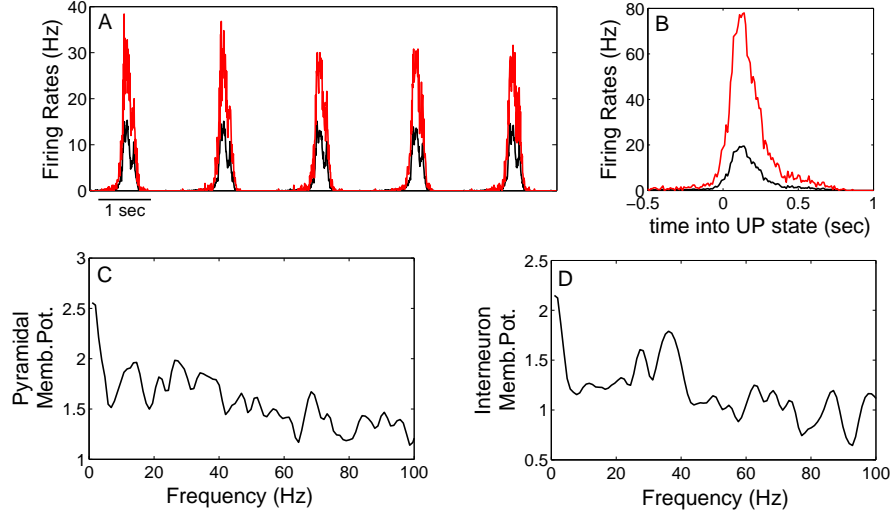 A
Firing Rates (Hz)
40
30
20
10
0
1 sec
B
Firing Rates (Hz)
80
60
40
20
0
−0.5
0
0.5
1
time into UP state (sec)
C
Pyramidal
Memb.Pot.
3
2.5
2
1.5
1
0
20
40
60
80
100
Frequency (Hz)
D
Interneuron
Memb.Pot.
2.5
2
1.5
1
0.5
0
20
40
60
80
100
Frequency (Hz)